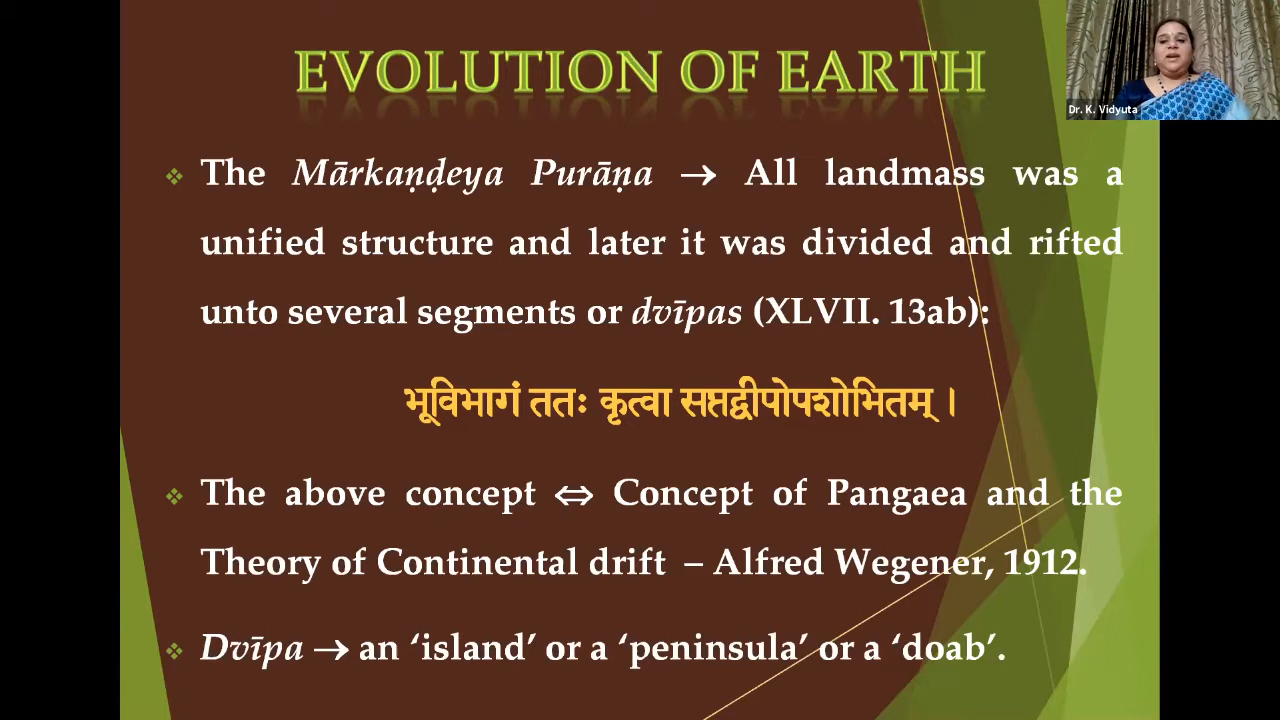 EVOLUTION OF EARTH
Dr. K. Vidyuta
❖ The Mārkaṇḍeya Purāṇa → All landmass was a
unified structure and later it was divided and rifted
unto several segments or dvīpas (XLVII. 13ab):
भूविभागं ततः कृत्वा सप्तद्वीपोपशोभितम् ।
❖ The above concept ⇔ Concept of Pangaea and the
Theory of Continental drift – Alfred Wegener, 1912.
❖ Dvīpa → an ‘island’ or a ‘peninsula’ or a ‘doab’.